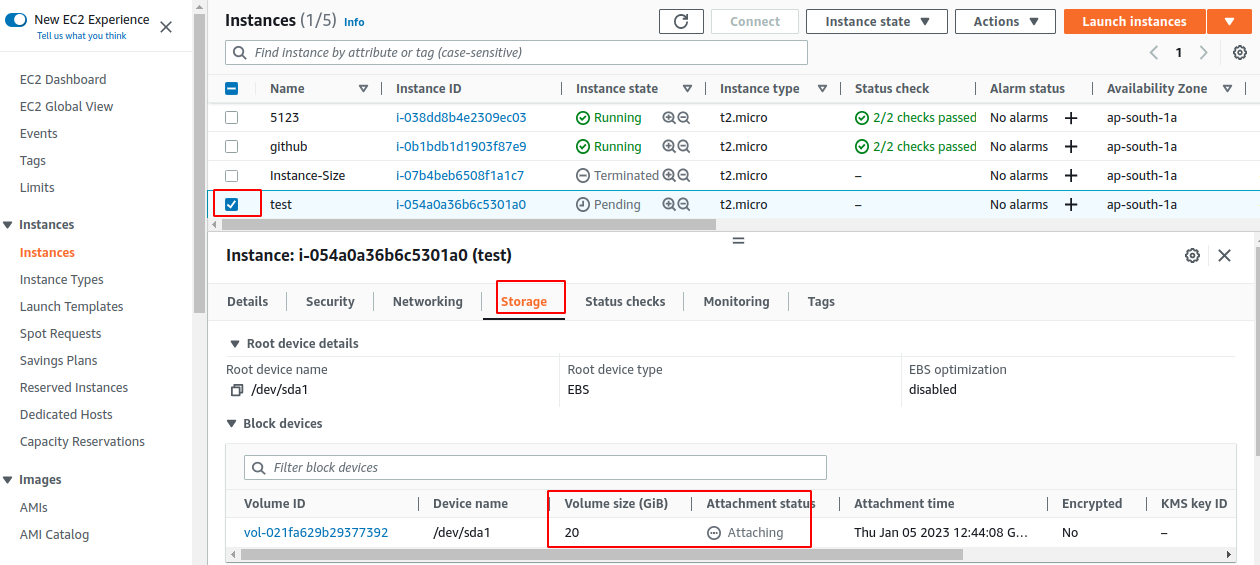 New EC2 Experience
Tell us what you think
EC2 Dashboard
EC2 Global View
Events
Tags
Limits
Instances
Instances
Instance Types
Launch Templates
Spot Requests
Savings Plans
Reserved Instances
Dedicated Hosts
Capacity Reservations
Images
AMIs
AMI Catalog
Instances (1/5) Info
Connect Instance state Actions Launch instances
Find instance by attribute or tag (case-sensitive)
1
Name Instance ID Instance state Instance type Status check Alarm status Availability Zone
5123 i-038dd8b4e2309ec03 Running t2.micro 2/2 checks passed No alarms + ap-south-1a
github i-0b1bdb1d1903f87e9 Running t2.micro 2/2 checks passed No alarms + ap-south-1a
Instance-Size i-07b4beb6508f1a1c7 Terminated t2.micro – No alarms + ap-south-1a
test i-054a0a36b6c5301a0 Pending t2.micro – No alarms + ap-south-1a
Instance: i-054a0a36b6c5301a0 (test)
Details Security Networking Storage Status checks Monitoring Tags
Root device details
Root device name Root device type EBS optimization
/dev/sda1 EBS disabled
Block devices
Filter block devices
Volume ID Device name Volume size (GiB) Attachment status Attachment time Encrypted KMS key ID
vol-021fa629b29377392 /dev/sda1 20 Attaching Thu Jan 05 2023 12:44:08 G... No –